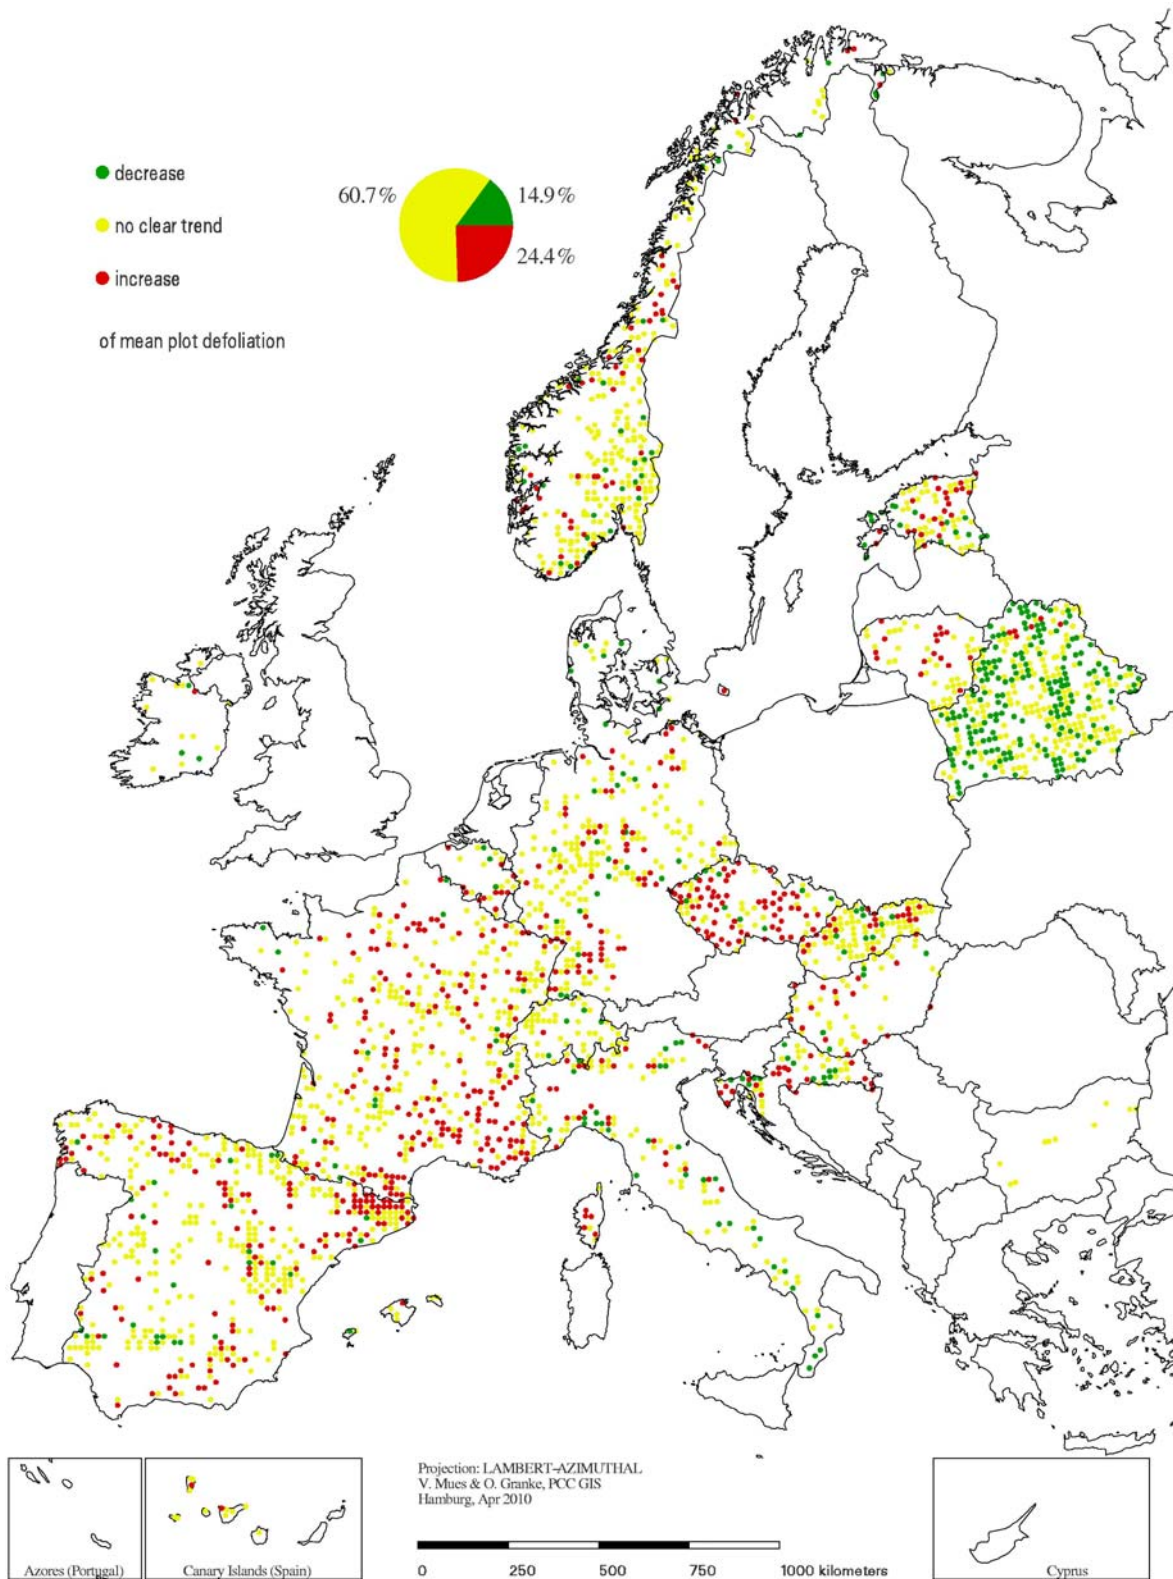 decrease
60.7%
14.9%
no clear trend
24.4%
increase
of mean plot defoliation
Projection: LAMBERT-AZIMUTHAL
V. Mues & O. Granke, PCC GIS
Hamburg, Apr 2010
Azores (Portugal)
Canary Islands (Spain)
0 250 500 750 1000 kilometers
Cyprus